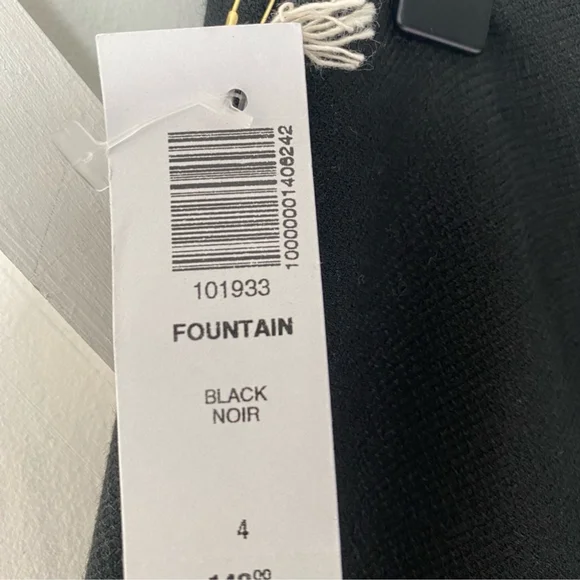 10000001406242
101933
FOUNTAIN
BLACK
NOIR
4